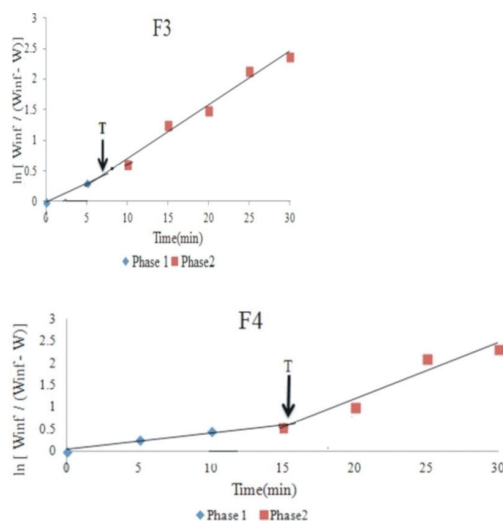 F3
ln [ Winf / (Winf - W)]
3
2.5
2
1.5
1
0.5
0
T
0 5 10 15 20 25 30
Time(min)
Phase 1 Phase2
F4
ln [ Winf / (Winf - W)]
3
2.5
2
1.5
1
0.5
0
T
0 5 10 15 20 25 30
Time(min)
Phase 1 Phase 2